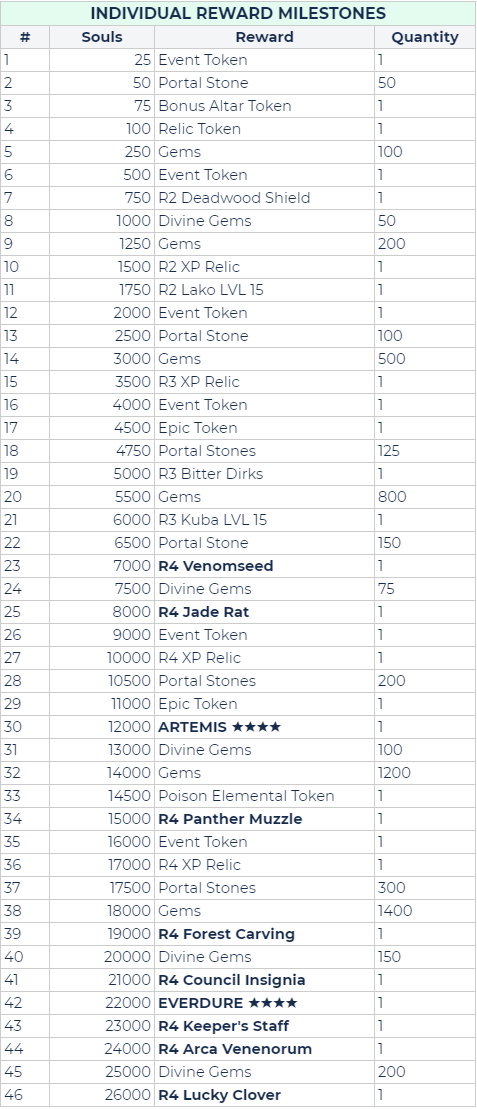 INDIVIDUAL REWARD MILESTONES
# Souls Reward Quantity
1 25 Event Token 1
2 50 Portal Stone 50
3 75 Bonus Altar Token 1
4 100 Relic Token 1
5 250 Gems 100
6 500 Event Token 1
7 750 R2 Deadwood Shield 1
8 1000 Divine Gems 50
9 1250 Gems 200
10 1500 R2 XP Relic 1
11 1750 R2 Lako LVL 15 1
12 2000 Event Token 1
13 2500 Portal Stone 100
14 3000 Gems 500
15 3500 R3 XP Relic 1
16 4000 Event Token 1
17 4500 Epic Token 1
18 4750 Portal Stones 125
19 5000 R3 Bitter Dirks 1
20 5500 Gems 800
21 6000 R3 Kuba LVL 15 1
22 6500 Portal Stone 150
23 7000 R4 Venomseed 1
24 7500 Divine Gems 75
25 8000 R4 Jade Rat 1
26 9000 Event Token 1
27 10000 R4 XP Relic 1
28 10500 Portal Stones 200
29 11000 Epic Token 1
30 12000 ARTEMIS ★★★★ 1
31 13000 Divine Gems 100
32 14000 Gems 1200
33 14500 Poison Elemental Token 1
34 15000 R4 Panther Muzzle 1
35 16000 Event Token 1
36 17000 R4 XP Relic 1
37 17500 Portal Stones 300
38 18000 Gems 1400
39 19000 R4 Forest Carving 1
40 20000 Divine Gems 150
41 21000 R4 Council Insignia 1
42 22000 EVERDURE ★★★★ 1
43 23000 R4 Keeper's Staff 1
44 24000 R4 Arca Venenorum 1
45 25000 Divine Gems 200
46 26000 R4 Lucky Clover 1